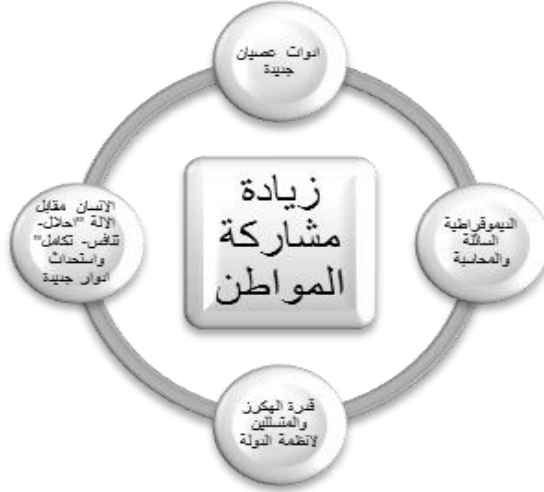 ادوات عصيان
جديدة
زيادة
مشاركة
المواطن
الديموقراطية
السائلة
والمحاسبة
قدرة الهكرز
والمتسللين
لانظمة الدولة
الانسان مقابل
الالة "احلال-
تنافس- تكامل"
واستحداث
ادوار جديدة